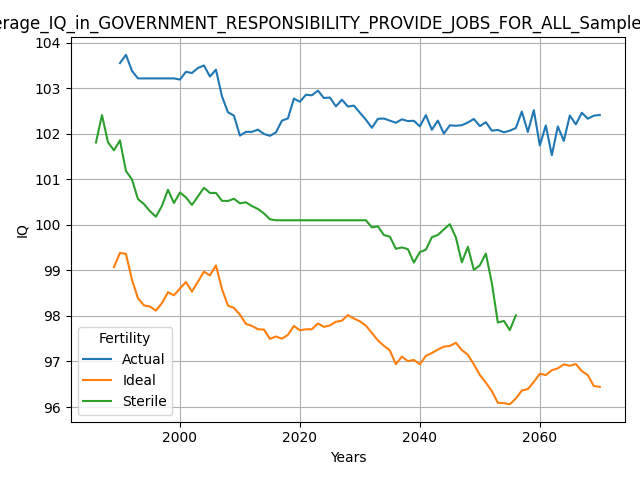 erage_IQ_in_GOVERNMENT_RESPONSIBILITY_PROVIDE_JOBS_FOR_ALL_Sample
104
103
102
101
100
99
98
97
96
IQ
Fertility
Actual
Ideal
Sterile
2000 2020 2040 2060
Years